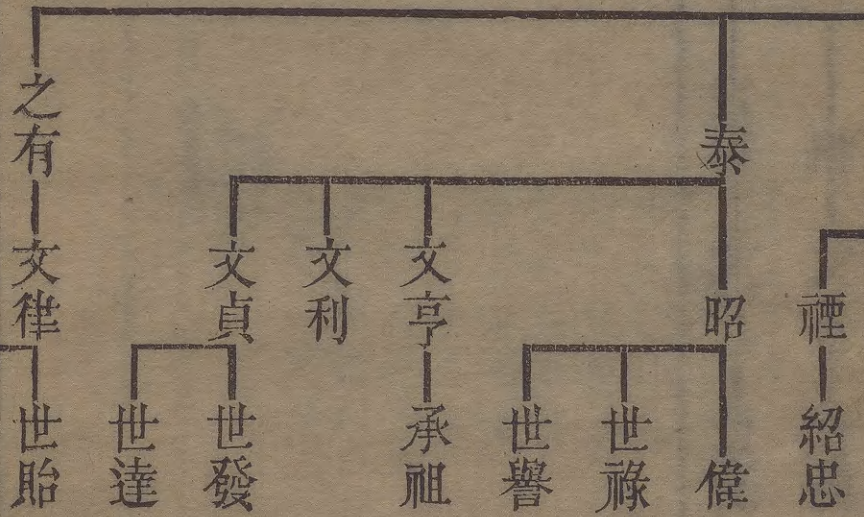 禋
紹忠
泰
昭
偉
世祿
世譽
文亨
承祖
文利
文貞
世發
世達
之有
文律
世貽